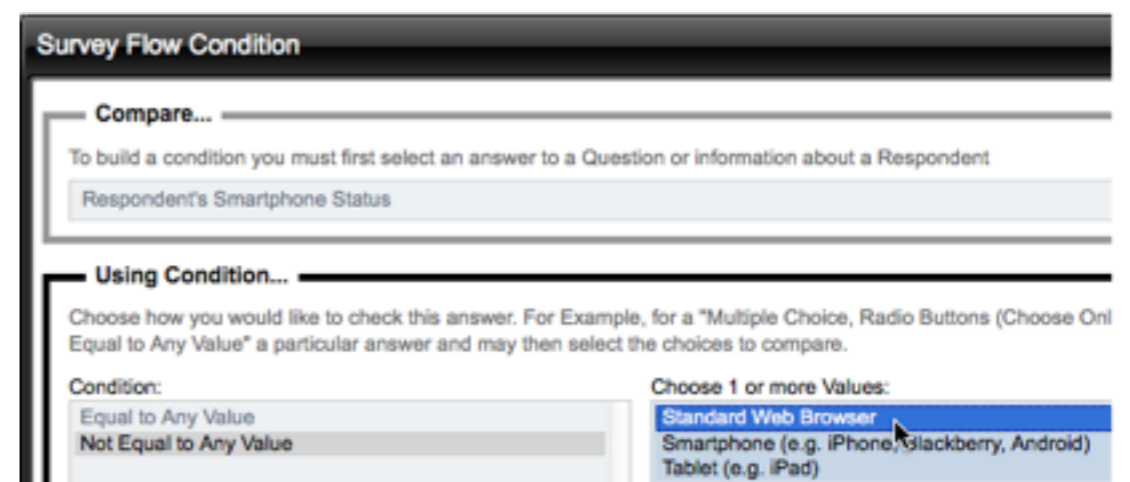 Survey Flow Condition
Compare...
To build a condition you must first select an answer to a Question or information about a Respondent
Respondent's Smartphone Status
Using Condition...
Choose how you would like to check this answer. For Example, for a "Multiple Choice, Radio Buttons (Choose Onl
Equal to Any Value" a particular answer and may then select the choices to compare.
Condition:
Equal to Any Value
Not Equal to Any Value
Choose 1 or more Values:
Standard Web Browser
Smartphone (e.g. iPhone, Blackberry, Android)
Tablet (e.g. iPad)